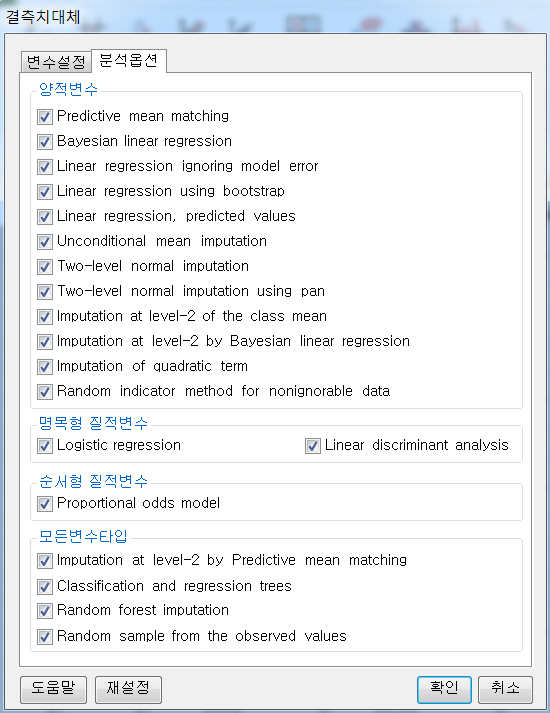 결측치대체
변수설정 분석옵션
양적변수
Predictive mean matching
Bayesian linear regression
Linear regression ignoring model error
Linear regression using bootstrap
Linear regression, predicted values
Unconditional mean imputation
Two-level normal imputation
Two-level normal imputation using pan
Imputation at level-2 of the class mean
Imputation at level-2 by Bayesian linear regression
Imputation of quadratic term
Random indicator method for nonignorable data
명목형 질적변수
Logistic regression Linear discriminant analysis
순서형 질적변수
Proportional odds model
모든변수타입
Imputation at level-2 by Predictive mean matching
Classification and regression trees
Random forest imputation
Random sample from the observed values
도움말 재설정 확인 취소